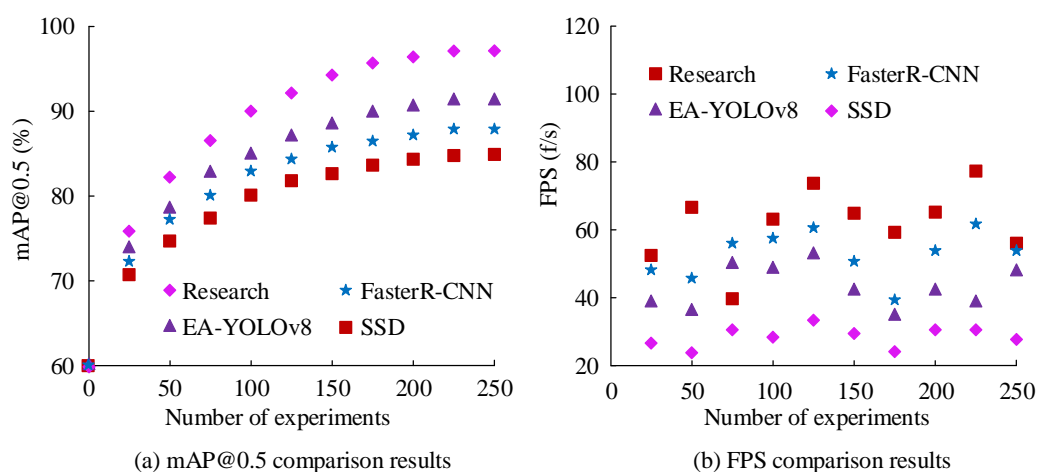 100
90
80
70
60
mAP@0.5 (%)
Research
FasterR-CNN
EA-YOLOv8
SSD
0
50
100
150
200
250
Number of experiments
(a) mAP@0.5 comparison results
120
100
80
60
40
20
FPS (f/s)
Research
FasterR-CNN
EA-YOLOv8
SSD
0
50
100
150
200
250
Number of experiments
(b) FPS comparison results